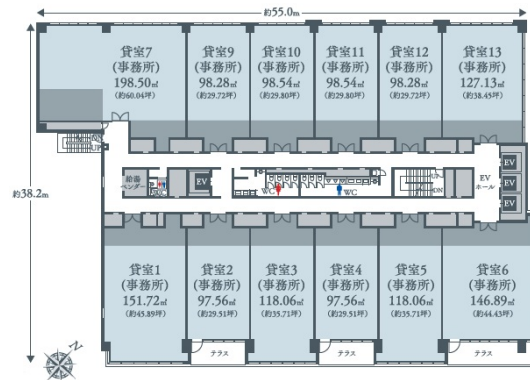 約55.0m
約38.2m
貸室7
(事務所)
198.50㎡
(約60.04坪)
貸室9
(事務所)
98.28㎡
(約29.72坪)
貸室10
(事務所)
98.54㎡
(約29.80坪)
貸室11
(事務所)
98.54㎡
(約29.80坪)
貸室12
(事務所)
98.28㎡
(約29.72坪)
貸室13
(事務所)
127.13㎡
(約38.45坪)
DN
UP
給湯
ベンダー
EV
WC
WC
UP
DN
EV
ホール
EV
EV
EV
貸室1
(事務所)
151.72㎡
(約45.89坪)
貸室2
(事務所)
97.56㎡
(約29.51坪)
貸室3
(事務所)
118.06㎡
(約35.71坪)
貸室4
(事務所)
97.56㎡
(約29.51坪)
貸室5
(事務所)
118.06㎡
(約35.71坪)
貸室6
(事務所)
146.89㎡
(約44.43坪)
テラス
テラス
テラス
N